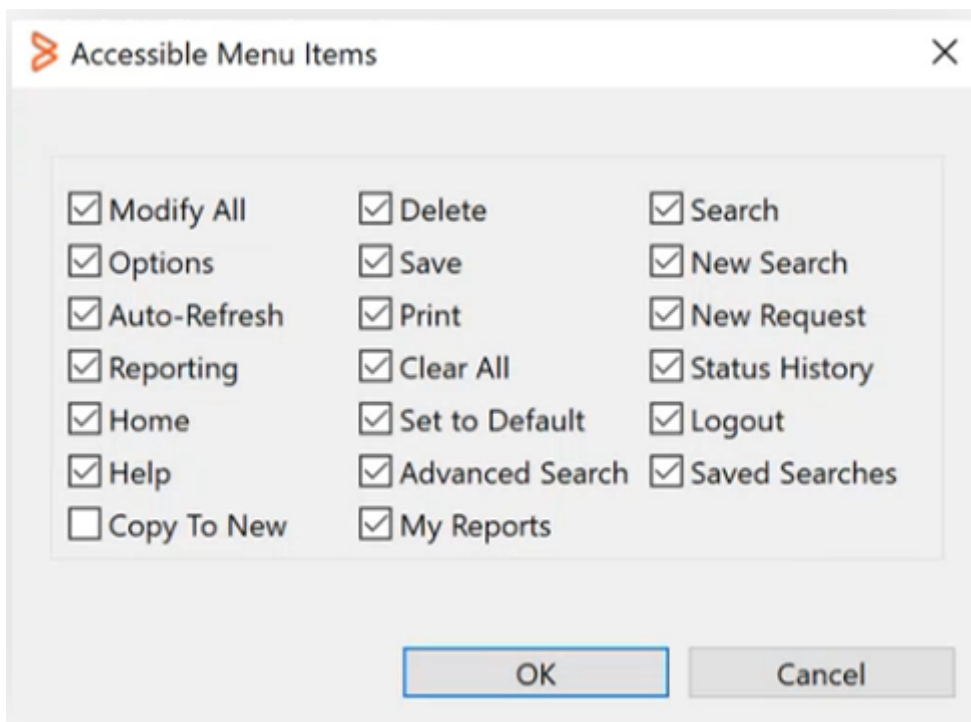 Accessible Menu Items
Modify All Delete Search
Options Save New Search
Auto-Refresh Print New Request
Reporting Clear All Status History
Home Set to Default Logout
Help Advanced Search Saved Searches
Copy To New My Reports
OK Cancel